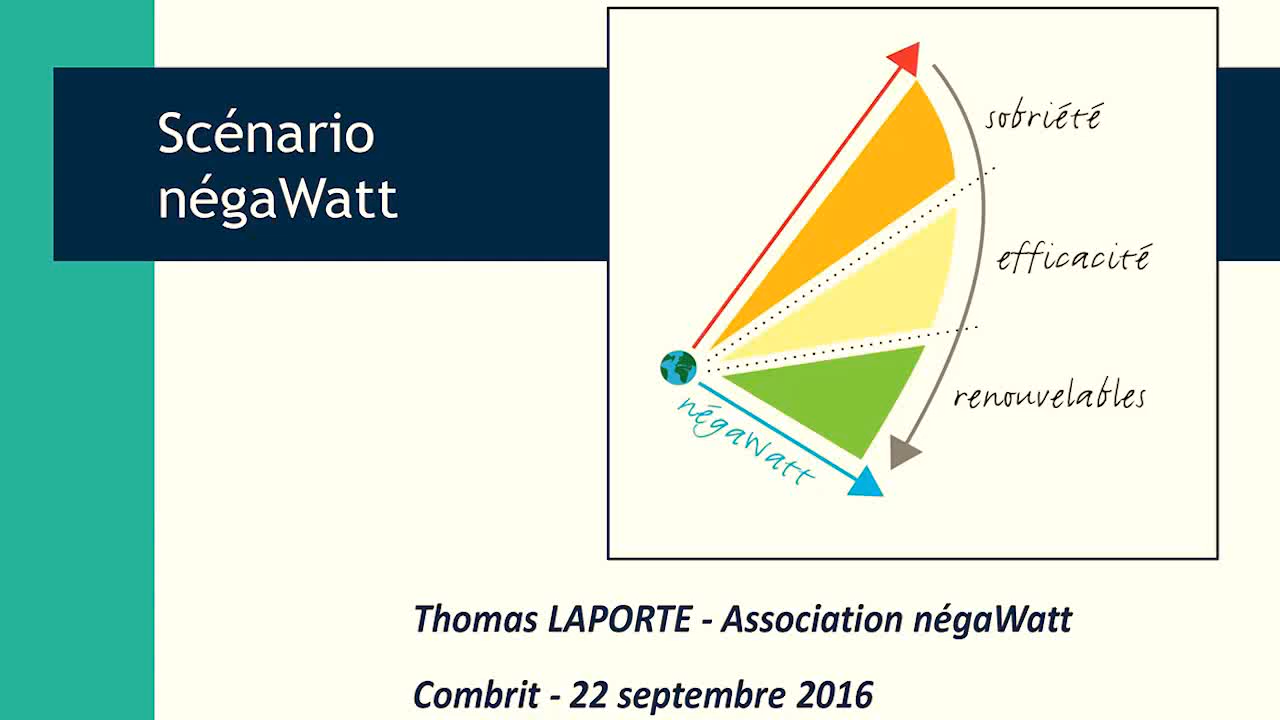 Scénario
négaWatt
sobriété
efficacité
renouvelables
négaWatt
Thomas LAPORTE - Association négaWatt
Combrit - 22 septembre 2016